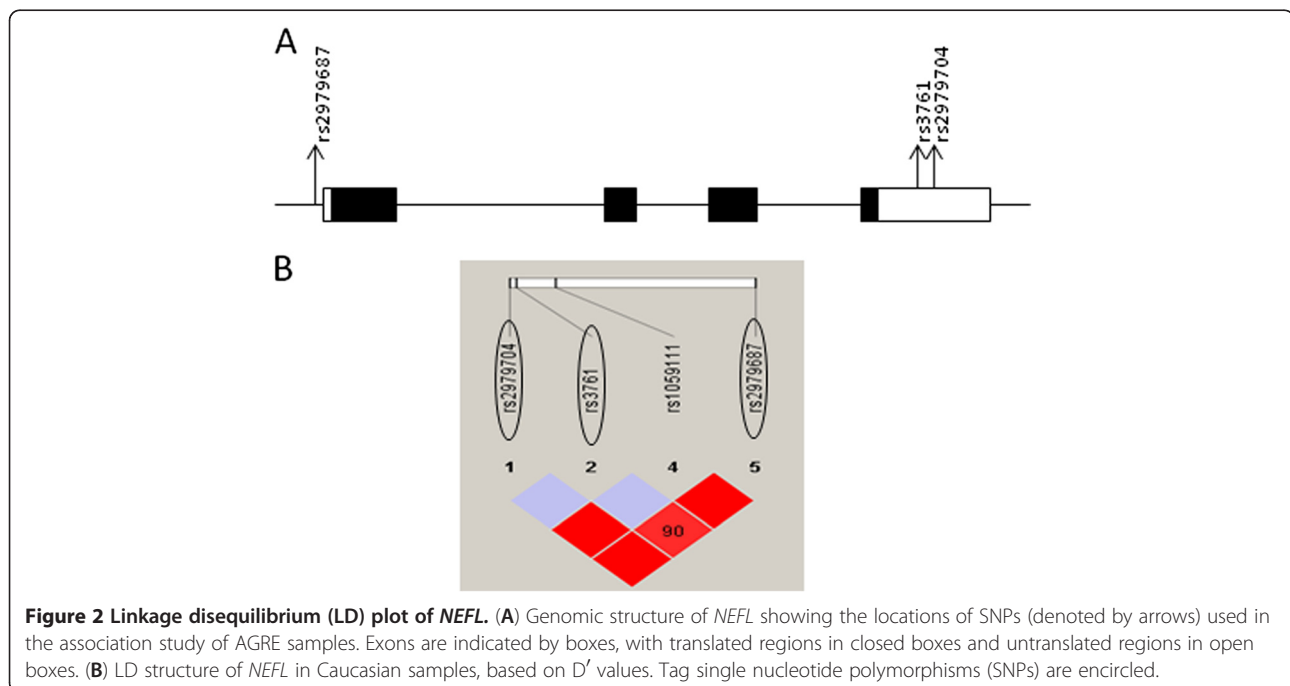 A
rs2979687
rs3761
rs2979704
B
rs2979704
rs3761
rs1059111
rs2979687
1 2 4 5
90
Figure 2 Linkage disequilibrium (LD) plot of NEFL. (A) Genomic structure of NEFL showing the locations of SNPs (denoted by arrows) used in
the association study of AGRE samples. Exons are indicated by boxes, with translated regions in closed boxes and untranslated regions in open
boxes. (B) LD structure of NEFL in Caucasian samples, based on D′ values. Tag single nucleotide polymorphisms (SNPs) are encircled.